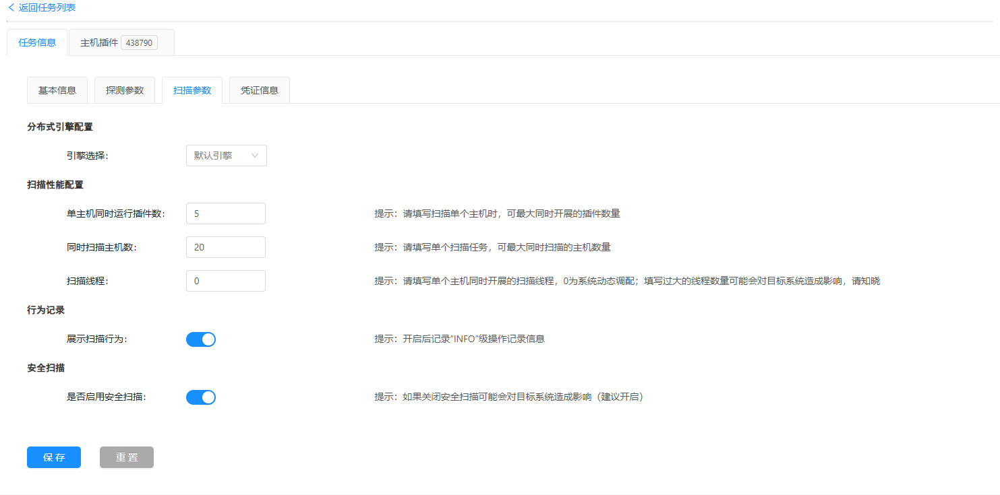 返回任务列表
任务信息 主机插件 438790
基本信息 探测参数 扫描参数 凭证信息
分布式引擎配置
引擎选择： 默认引擎
扫描性能配置
单主机同时运行插件数： 5 提示：请填写扫描单个主机时，可最大同时开展的插件数量
同时扫描主机数： 20 提示：请填写单个扫描任务，可最大同时扫描的主机数量
扫描线程： 0 提示：请填写单个主机同时开展的扫描线程，0为系统动态调配；填写过大的线程数量可能会对目标系统造成影响，请知晓
行为记录
展示扫描行为： 提示：开启后记录“INFO”级操作记录信息
安全扫描
是否启用安全扫描： 提示：如果关闭安全扫描可能会对目标系统造成影响（建议开启）
保存 重置